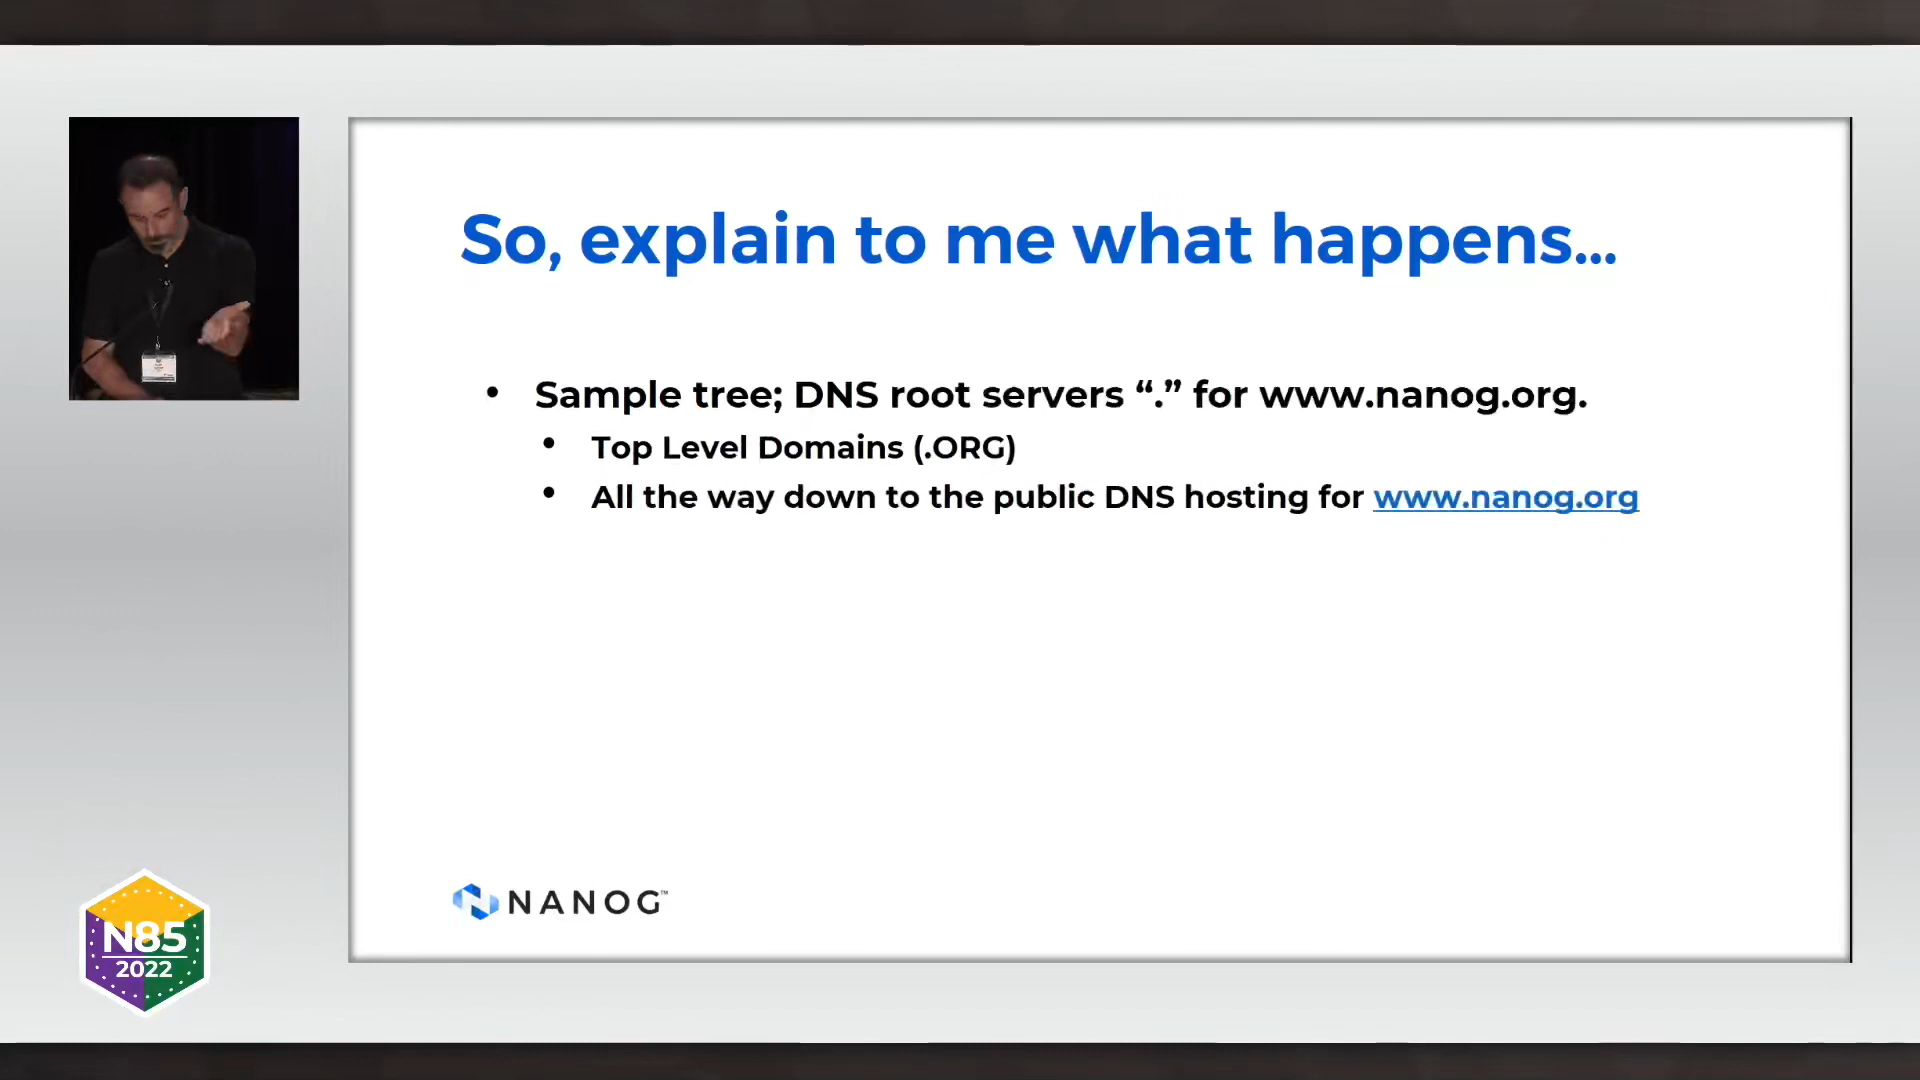 So, explain to me what happens...
• Sample tree; DNS root servers “.” for www.nanog.org.
• Top Level Domains (.ORG)
• All the way down to the public DNS hosting for www.nanog.org
NANOG™
N85
2022